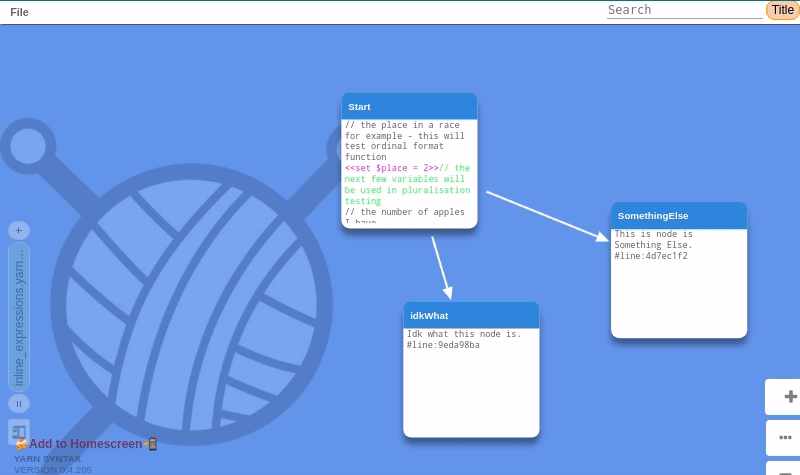 File
Search
Title
Start
// the place in a race
for example - this will
test ordinal format
function
<<set $place = 2>>// the
next few variables will
be used in pluralisation
testing
// the number of apples
I have
SomethingElse
This is node is
Something Else.
#line:4d7ec1f2
idkWhat
Idk what this node is.
#line:9eda98ba
inline_expressions.yarn...
Add to Homescreen
YARN SYNTAX
VERSION 0.4.205